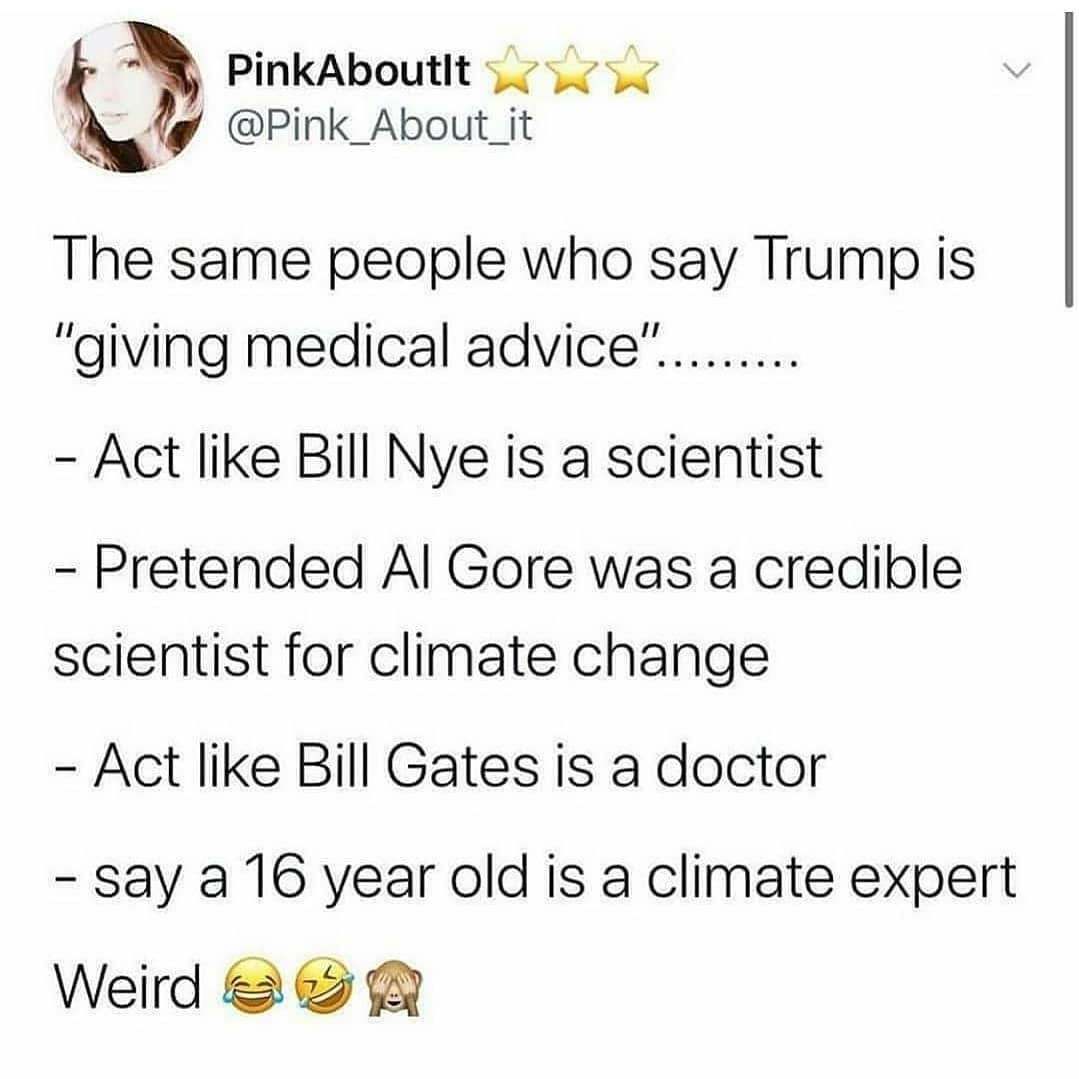 PinkAboutIt ⭐⭐⭐
@Pink_About_it
The same people who say Trump is
"giving medical advice".........
- Act like Bill Nye is a scientist
- Pretended Al Gore was a credible
scientist for climate change
- Act like Bill Gates is a doctor
- say a 16 year old is a climate expert
Weird 😂🤣🙈